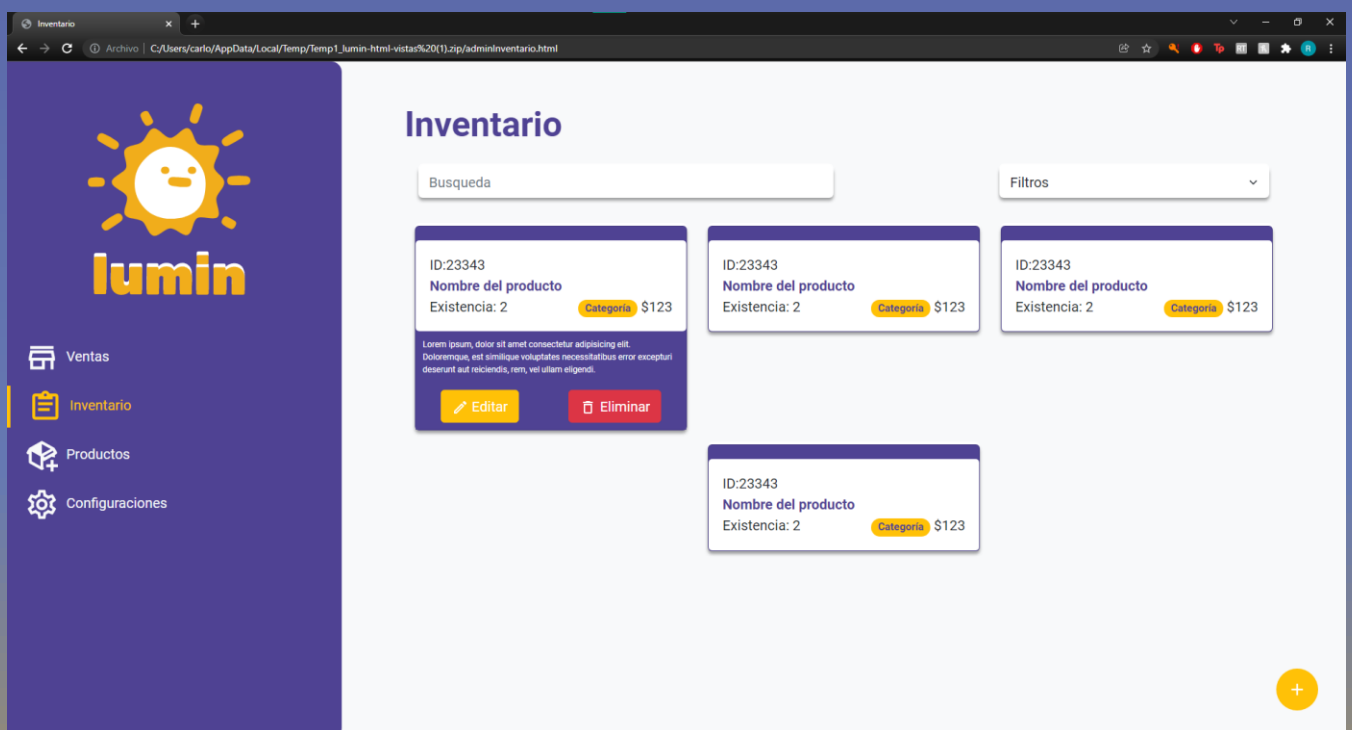 Inventario
Archivo
C:/Users/carlo/AppData/Local/Temp/Temp1_lumin-html-vistas%20(1).zip/adminInventario.html
Tp
RT
R
lumin
Ventas
Inventario
Productos
Configuraciones
Inventario
Busqueda
Filtros
ID:23343
Nombre del producto
Existencia: 2
Categoría
$123
Lorem ipsum, dolor sit amet consectetur adipisicing elit.
Doloremque, est similique voluptates necessitatibus error excepturi
deserunt aut reiciendis, rem, vel ullam eligendi.
Editar
Eliminar
ID:23343
Nombre del producto
Existencia: 2
Categoría
$123
ID:23343
Nombre del producto
Existencia: 2
Categoría
$123
ID:23343
Nombre del producto
Existencia: 2
Categoría
$123